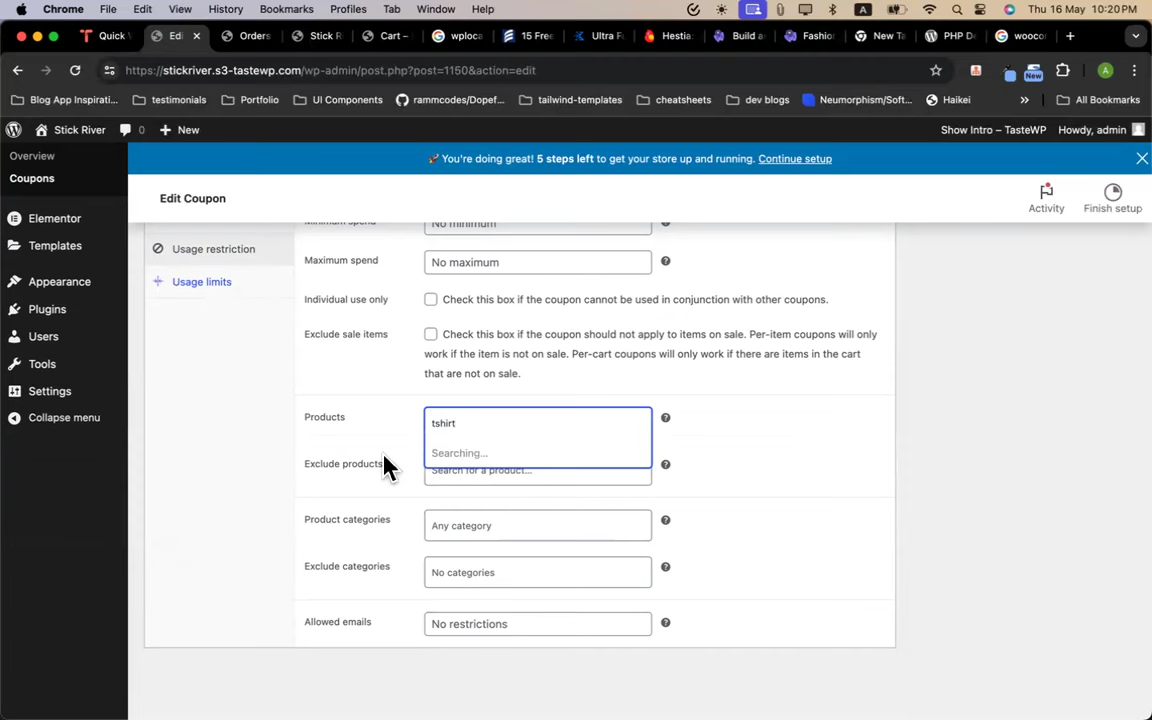 Chrome File Edit View History Bookmarks Profiles Tab Window Help A Thu 16 May 10:20 PM
Quick Edi Orders Stick R Cart – wploca 15 Free Ultra F Hestia: Build a Fashio New Ta PHP De wooco
https://stickriver.s3-tastewp.com/wp-admin/post.php?post=1150&action=edit New A
Blog App Inspirati... testimonials Portfolio UI Components rammcodes/Dopef... tailwind-templates cheatsheets dev blogs Neumorphism/Soft... Haikei » All Bookmarks
Stick River 0 New Show Intro – TasteWP Howdy, admin
Overview
Coupons
Elementor
Templates
Appearance
Plugins
Users
Tools
Settings
Collapse menu
🚀 You're doing great! 5 steps left to get your store up and running. Continue setup
Edit Coupon
Activity
Finish setup
Usage restriction
Usage limits
Minimum spend No minimum
Maximum spend No maximum
Individual use only Check this box if the coupon cannot be used in conjunction with other coupons.
Exclude sale items Check this box if the coupon should not apply to items on sale. Per-item coupons will only
work if the item is not on sale. Per-cart coupons will only work if there are items in the cart
that are not on sale.
Products tshirt
Searching...
Exclude products Search for a product...
Product categories Any category
Exclude categories No categories
Allowed emails No restrictions